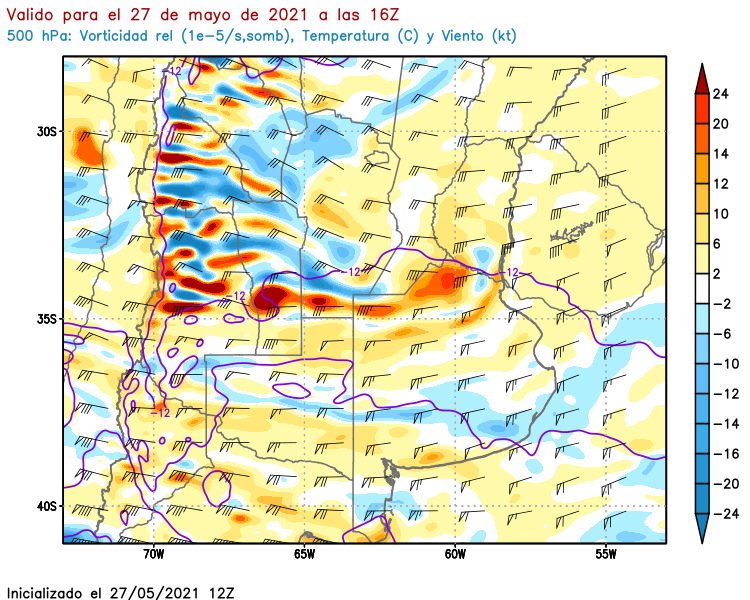 Valido para el 27 de mayo de 2021 a las 16Z
500 hPa: Vorticidad rel (1e-5/s,somb), Temperatura (C) y Viento (kt)
-12
24
20
30S
14
12
10
6
-12
-12
2
-12
-2
35S
-6
-10
-12
-14
-16
-20
40S
-24
70W 65W 60W 55W
Inicializado el 27/05/2021 12Z